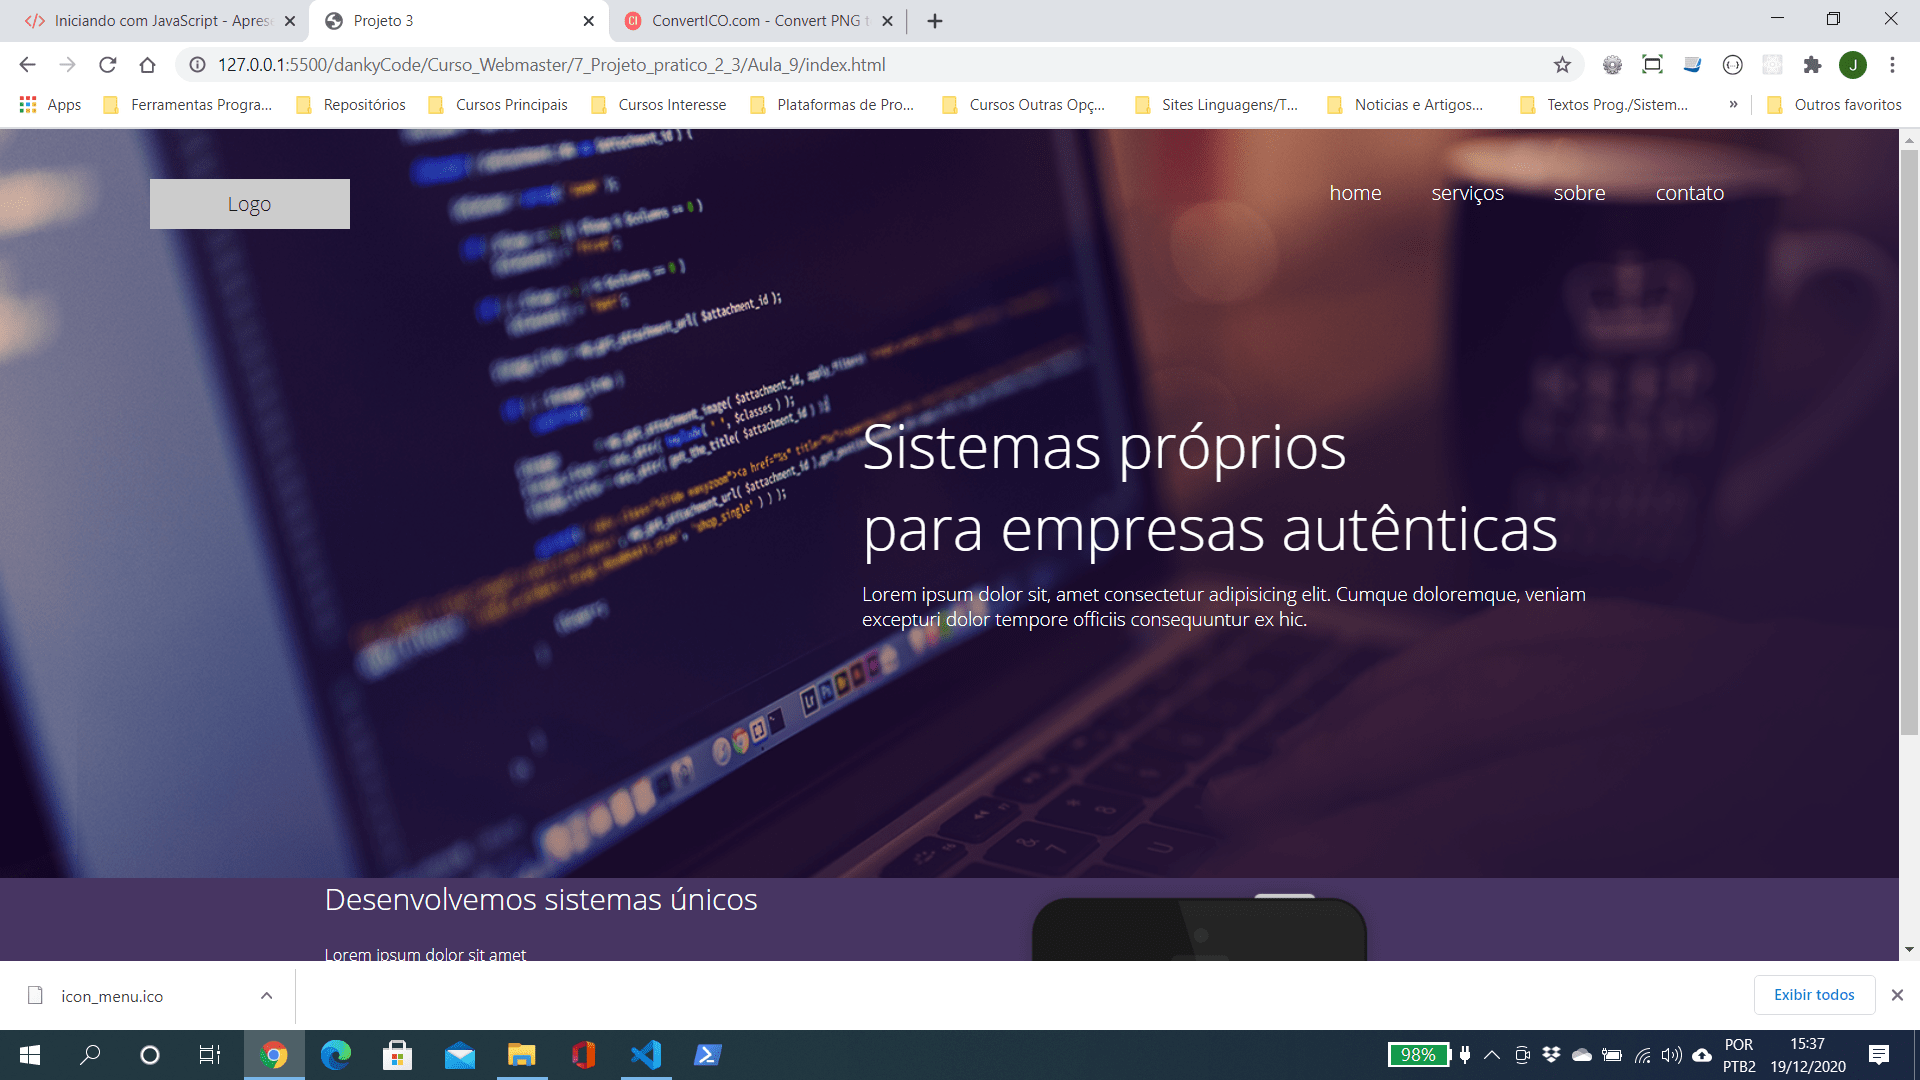 Iniciando com JavaScript - Aprese
Projeto 3
ConvertICO.com - Convert PNG t
127.0.0.1:5500/dankyCode/Curso_Webmaster/7_Projeto_pratico_2_3/Aula_9/index.html
J
Apps
Ferramentas Progra...
Repositórios
Cursos Principais
Cursos Interesse
Plataformas de Pro...
Cursos Outras Opç...
Sites Linguagens/T...
Noticias e Artigos...
Textos Prog./Sistem...
»
Outros favoritos
Logo
home
serviços
sobre
contato
$attachment_id );
Sistemas próprios
para empresas autênticas
Lorem ipsum dolor sit, amet consectetur adipisicing elit. Cumque doloremque, veniam
excepturi dolor tempore officiis consequuntur ex hic.
Desenvolvemos sistemas únicos
Lorem ipsum dolor sit amet
icon_menu.ico
Exibir todos
98%
POR
PTB2
15:37
19/12/2020